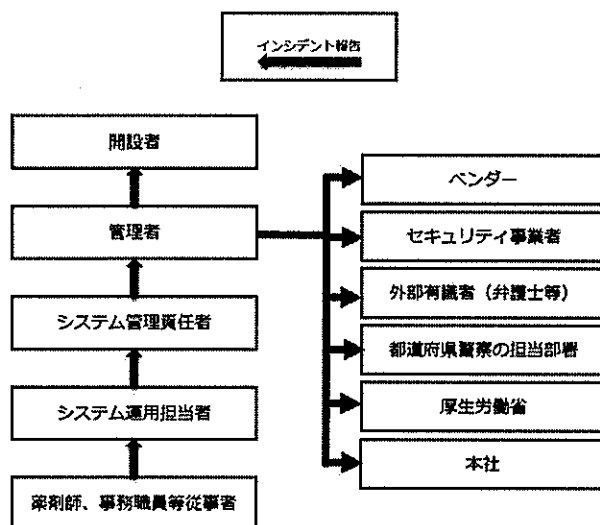 インシデント報告
開設者
管理者
システム管理責任者
システム運用担当者
薬剤師、事務職員等従事者
ベンダー
セキュリティ事業者
外部有識者（弁護士等）
都道府県警察の担当部署
厚生労働省
本社